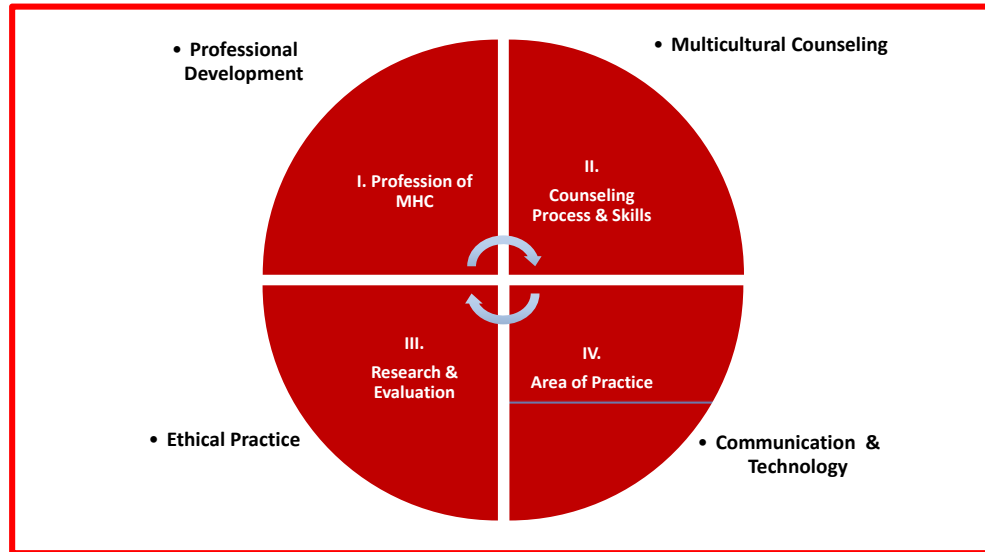 • Professional
Development
• Multicultural Counseling
I. Profession of
MHC
II.
Counseling
Process & Skills
III.
Research &
Evaluation
IV.
Area of Practice
• Ethical Practice
• Communication &
Technology